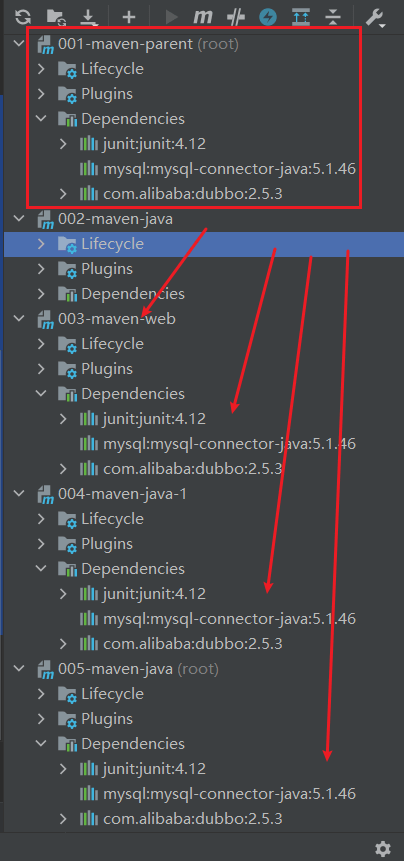 001-maven-parent (root)
Lifecycle
Plugins
Dependencies
junit:junit:4.12
mysql:mysql-connector-java:5.1.46
com.alibaba:dubbo:2.5.3
002-maven-java
Lifecycle
Plugins
Dependencies
003-maven-web
Lifecycle
Plugins
Dependencies
junit:junit:4.12
mysql:mysql-connector-java:5.1.46
com.alibaba:dubbo:2.5.3
004-maven-java-1
Lifecycle
Plugins
Dependencies
junit:junit:4.12
mysql:mysql-connector-java:5.1.46
com.alibaba:dubbo:2.5.3
005-maven-java (root)
Lifecycle
Plugins
Dependencies
junit:junit:4.12
mysql:mysql-connector-java:5.1.46
com.alibaba:dubbo:2.5.3